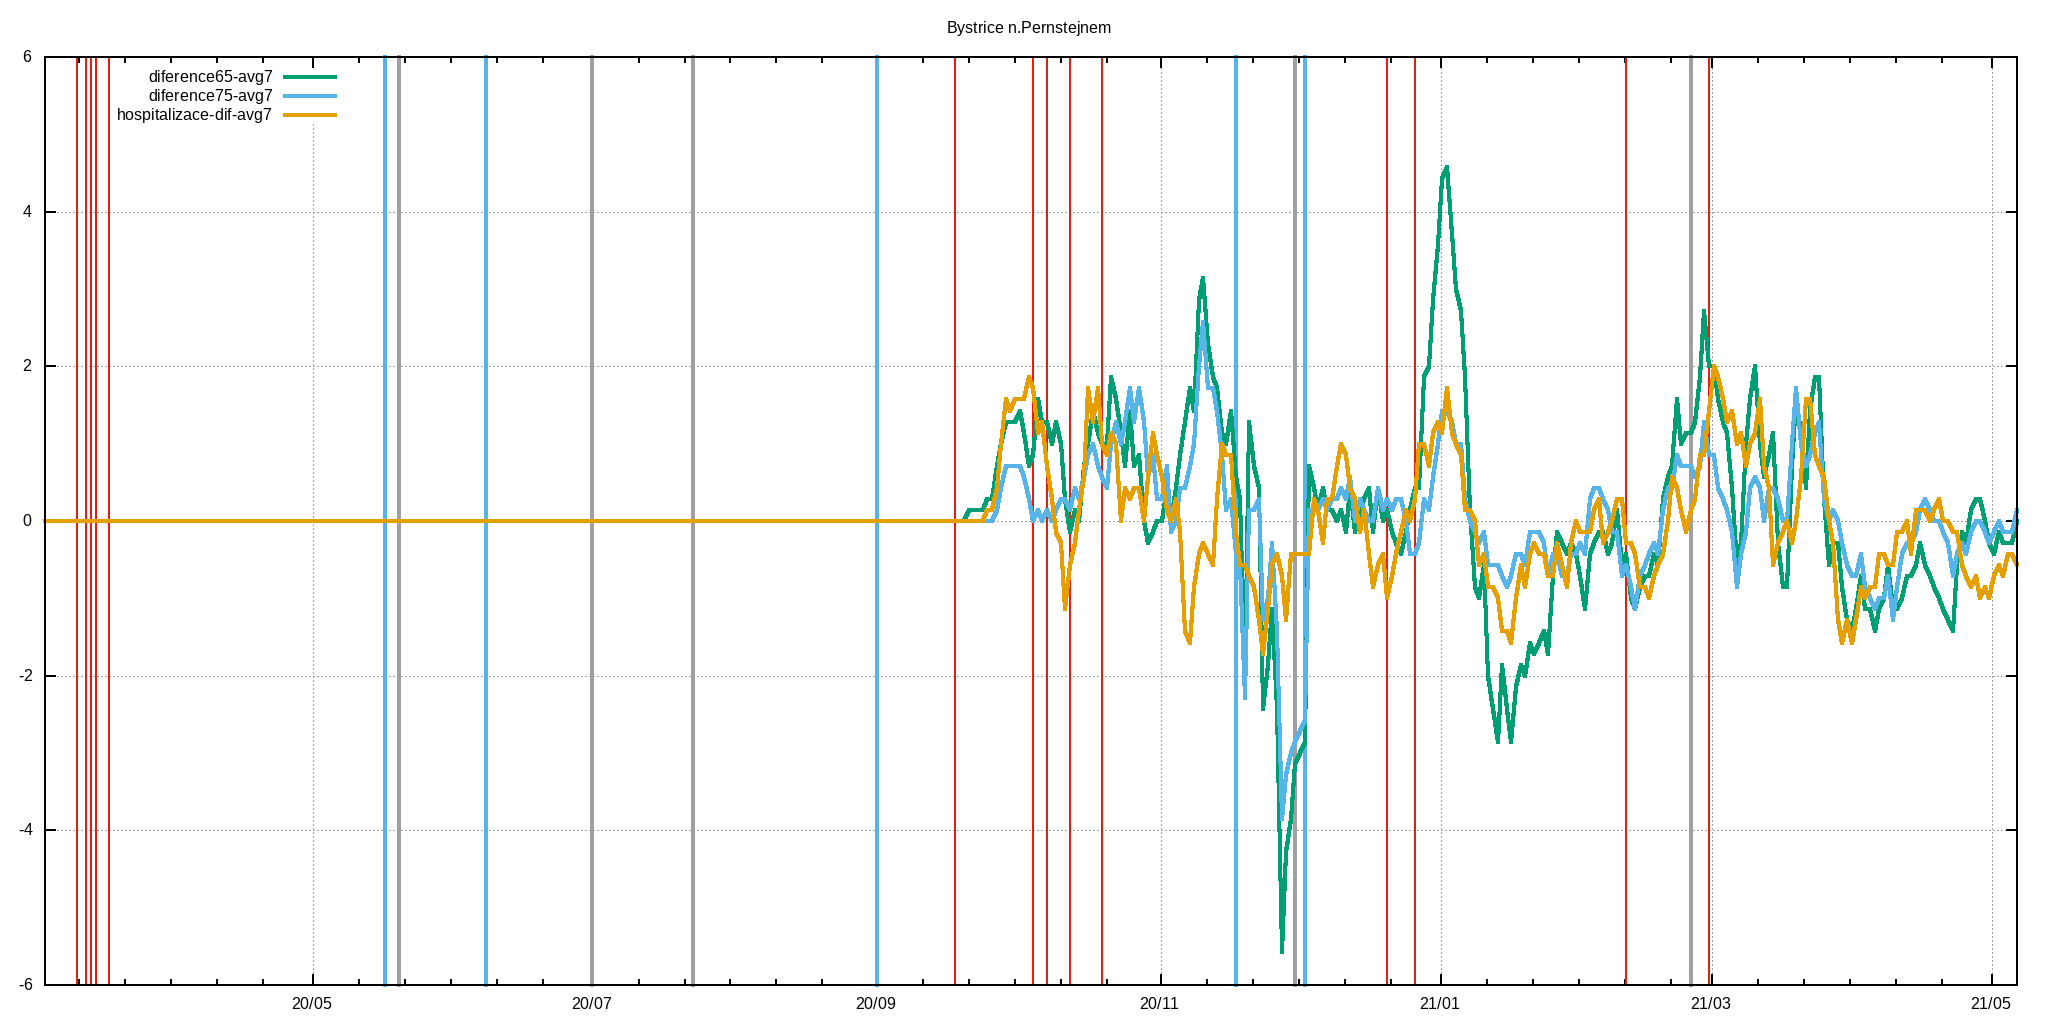 Bystrice n.Pernstejnem
diference65-avg7
diference75-avg7
hospitalizace-dif-avg7
6
4
2
0
-2
-4
-6
20/05 20/07 20/09 20/11 21/01 21/03 21/05